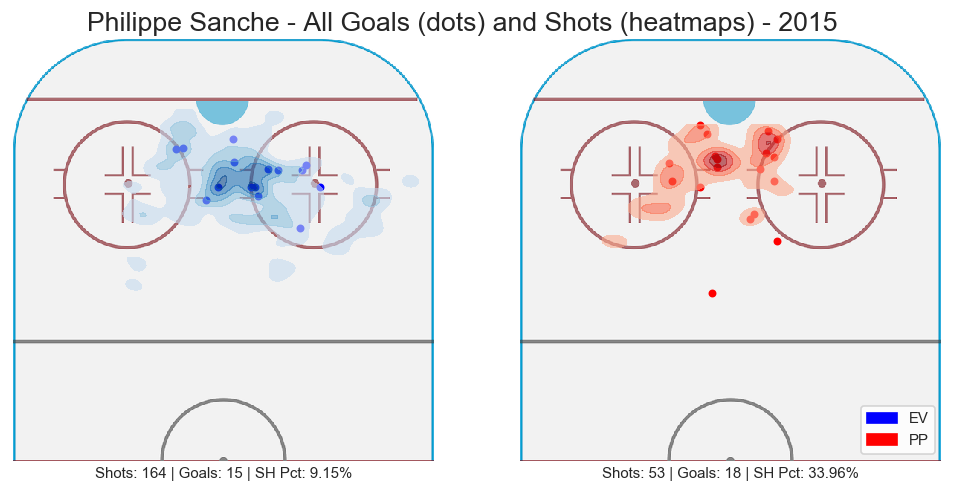 Philippe Sanche - All Goals (dots) and Shots (heatmaps) - 2015
EV
PP
Shots: 164 | Goals: 15 | SH Pct: 9.15%
Shots: 53 | Goals: 18 | SH Pct: 33.96%